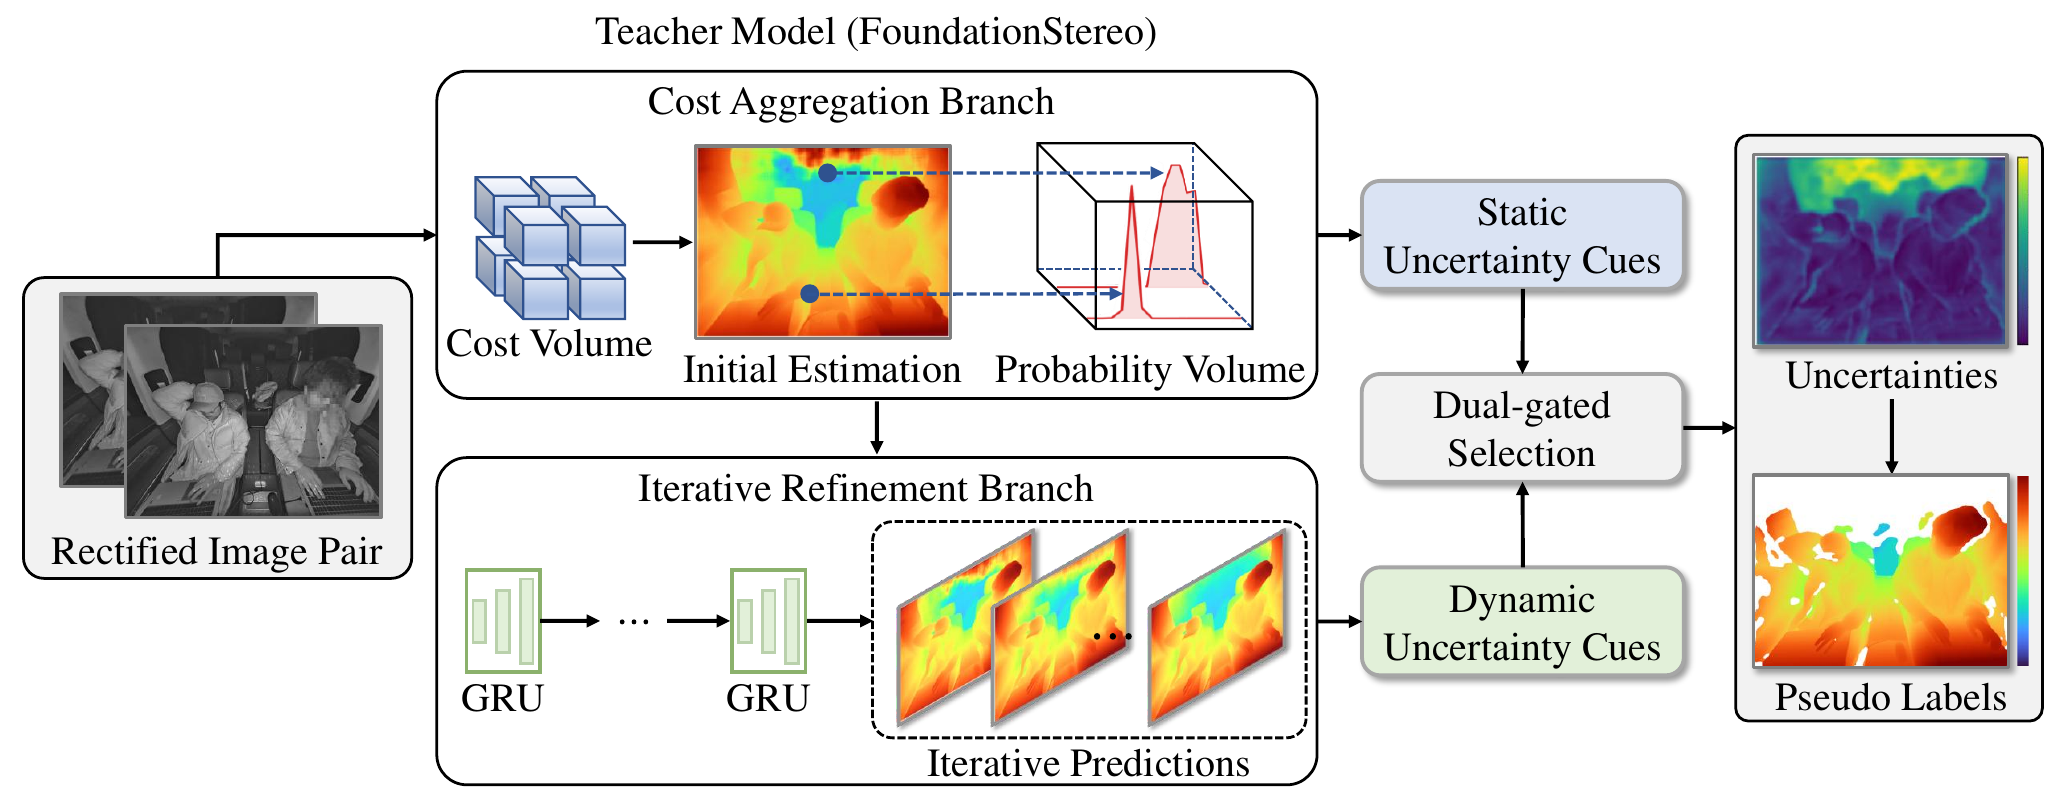 Teacher Model (FoundationStereo)
Cost Aggregation Branch
Cost Volume
Initial Estimation
Probability Volume
Rectified Image Pair
Iterative Refinement Branch
...
GRU
GRU
...
Iterative Predictions
Static
Uncertainty Cues
Dual-gated
Selection
Dynamic
Uncertainty Cues
Uncertainties
Pseudo Labels